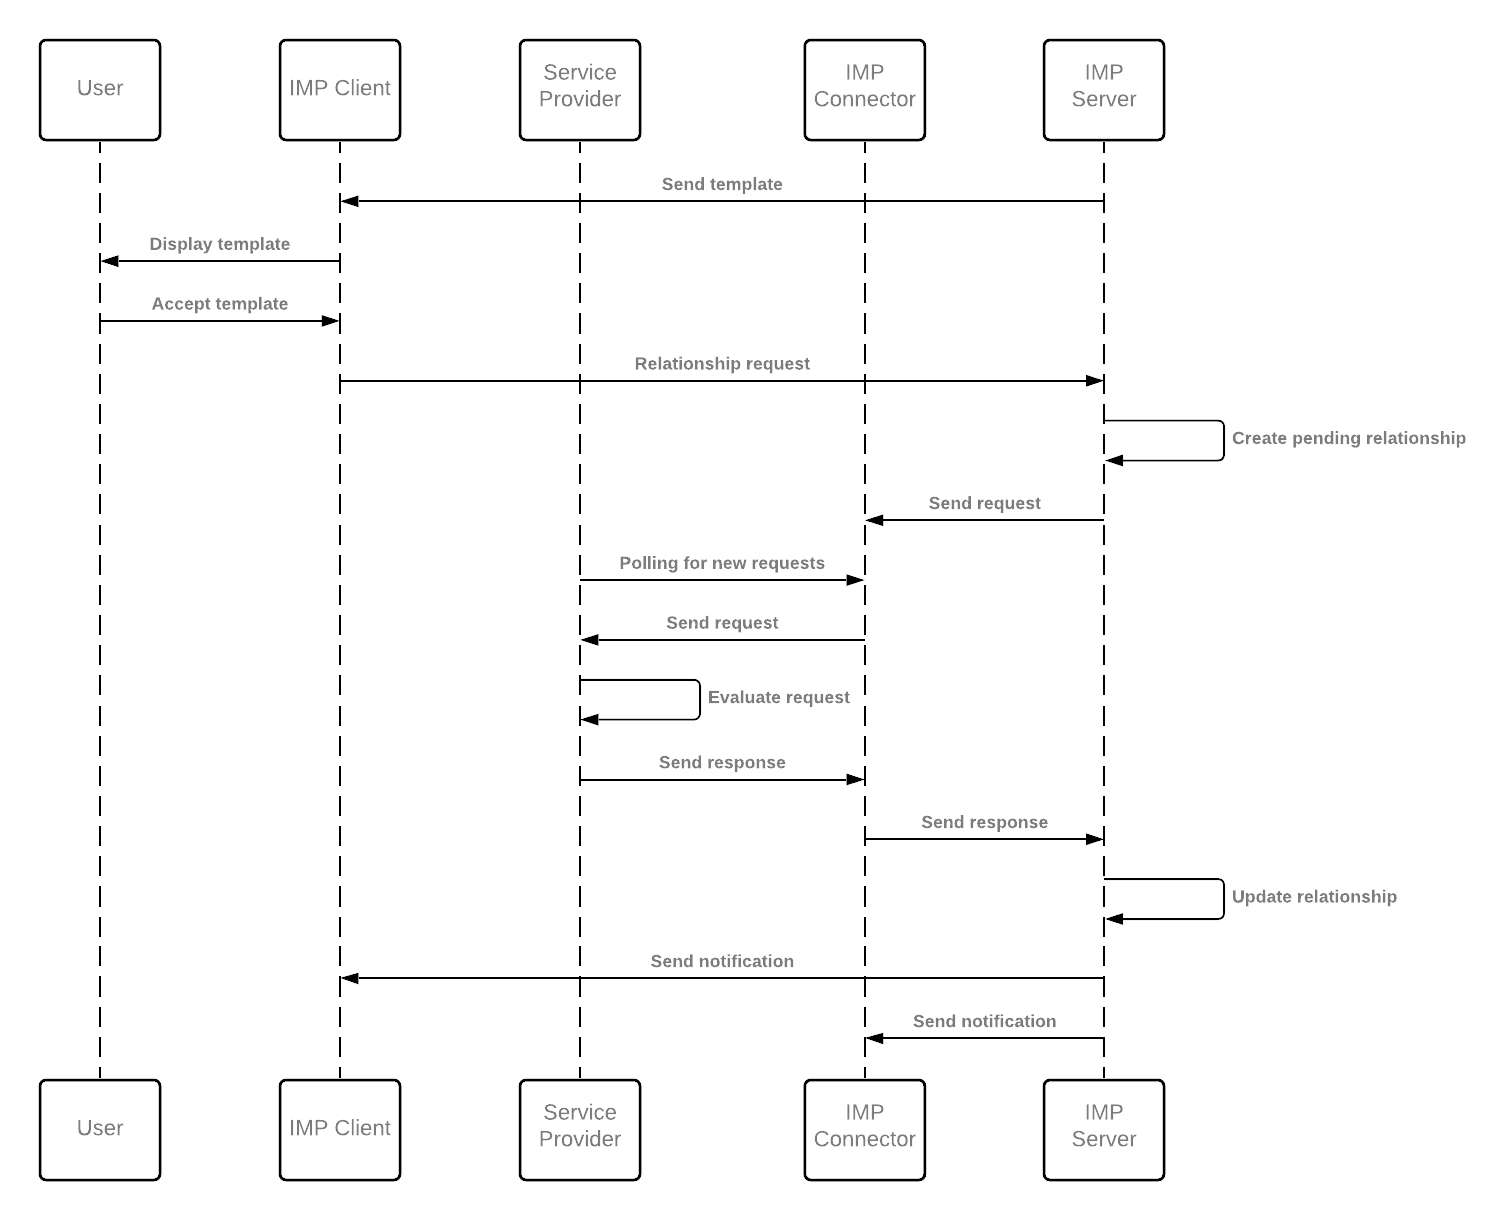 User
IMP Client
Service
Provider
IMP
Connector
IMP
Server
Send template
Display template
Accept template
Relationship request
Create pending relationship
Send request
Polling for new requests
Send request
Evaluate request
Send response
Send response
Update relationship
Send notification
Send notification
User
IMP Client
Service
Provider
IMP
Connector
IMP
Server